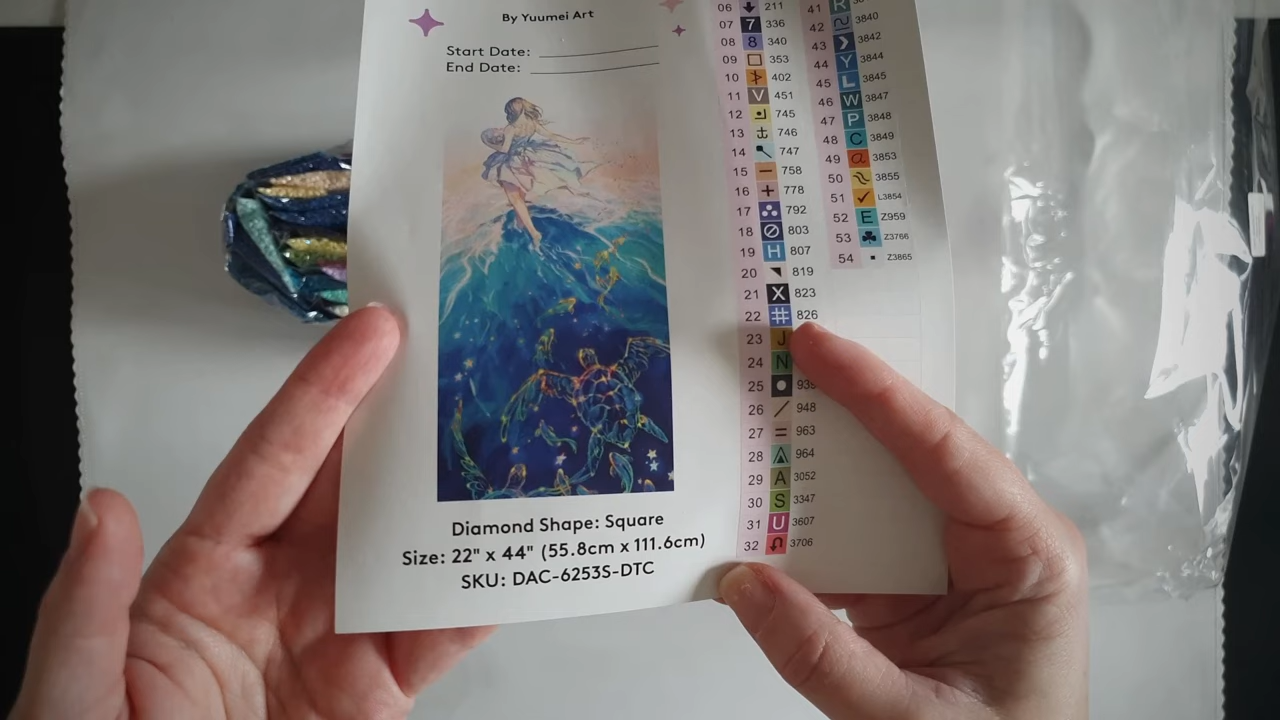 By Yuumei Art
Start Date:
End Date:
Diamond Shape: Square
Size: 22" x 44" (55.8cm x 111.6cm)
SKU: DAC-6253S-DTC
06 211
07 7 336
08 8 340
09 353
10 402
11 V 451
12 745
13 746
14 747
15 — 758
16 + 778
17 792
18 803
19 H 807
20 819
21 X 823
22 # 826
23 J
24 N
25 ● 939
26 / 948
27 = 963
28 964
29 A 3052
30 S 3347
31 U 3607
32 3706
41 R
42 3840
43 3842
44 Y 3844
45 L 3845
46 W 3847
47 P 3848
48 C 3849
49 a 3853
50 3855
51 ✓ L3854
52 E Z959
53 ♣ Z3766
54 ▪ Z3865